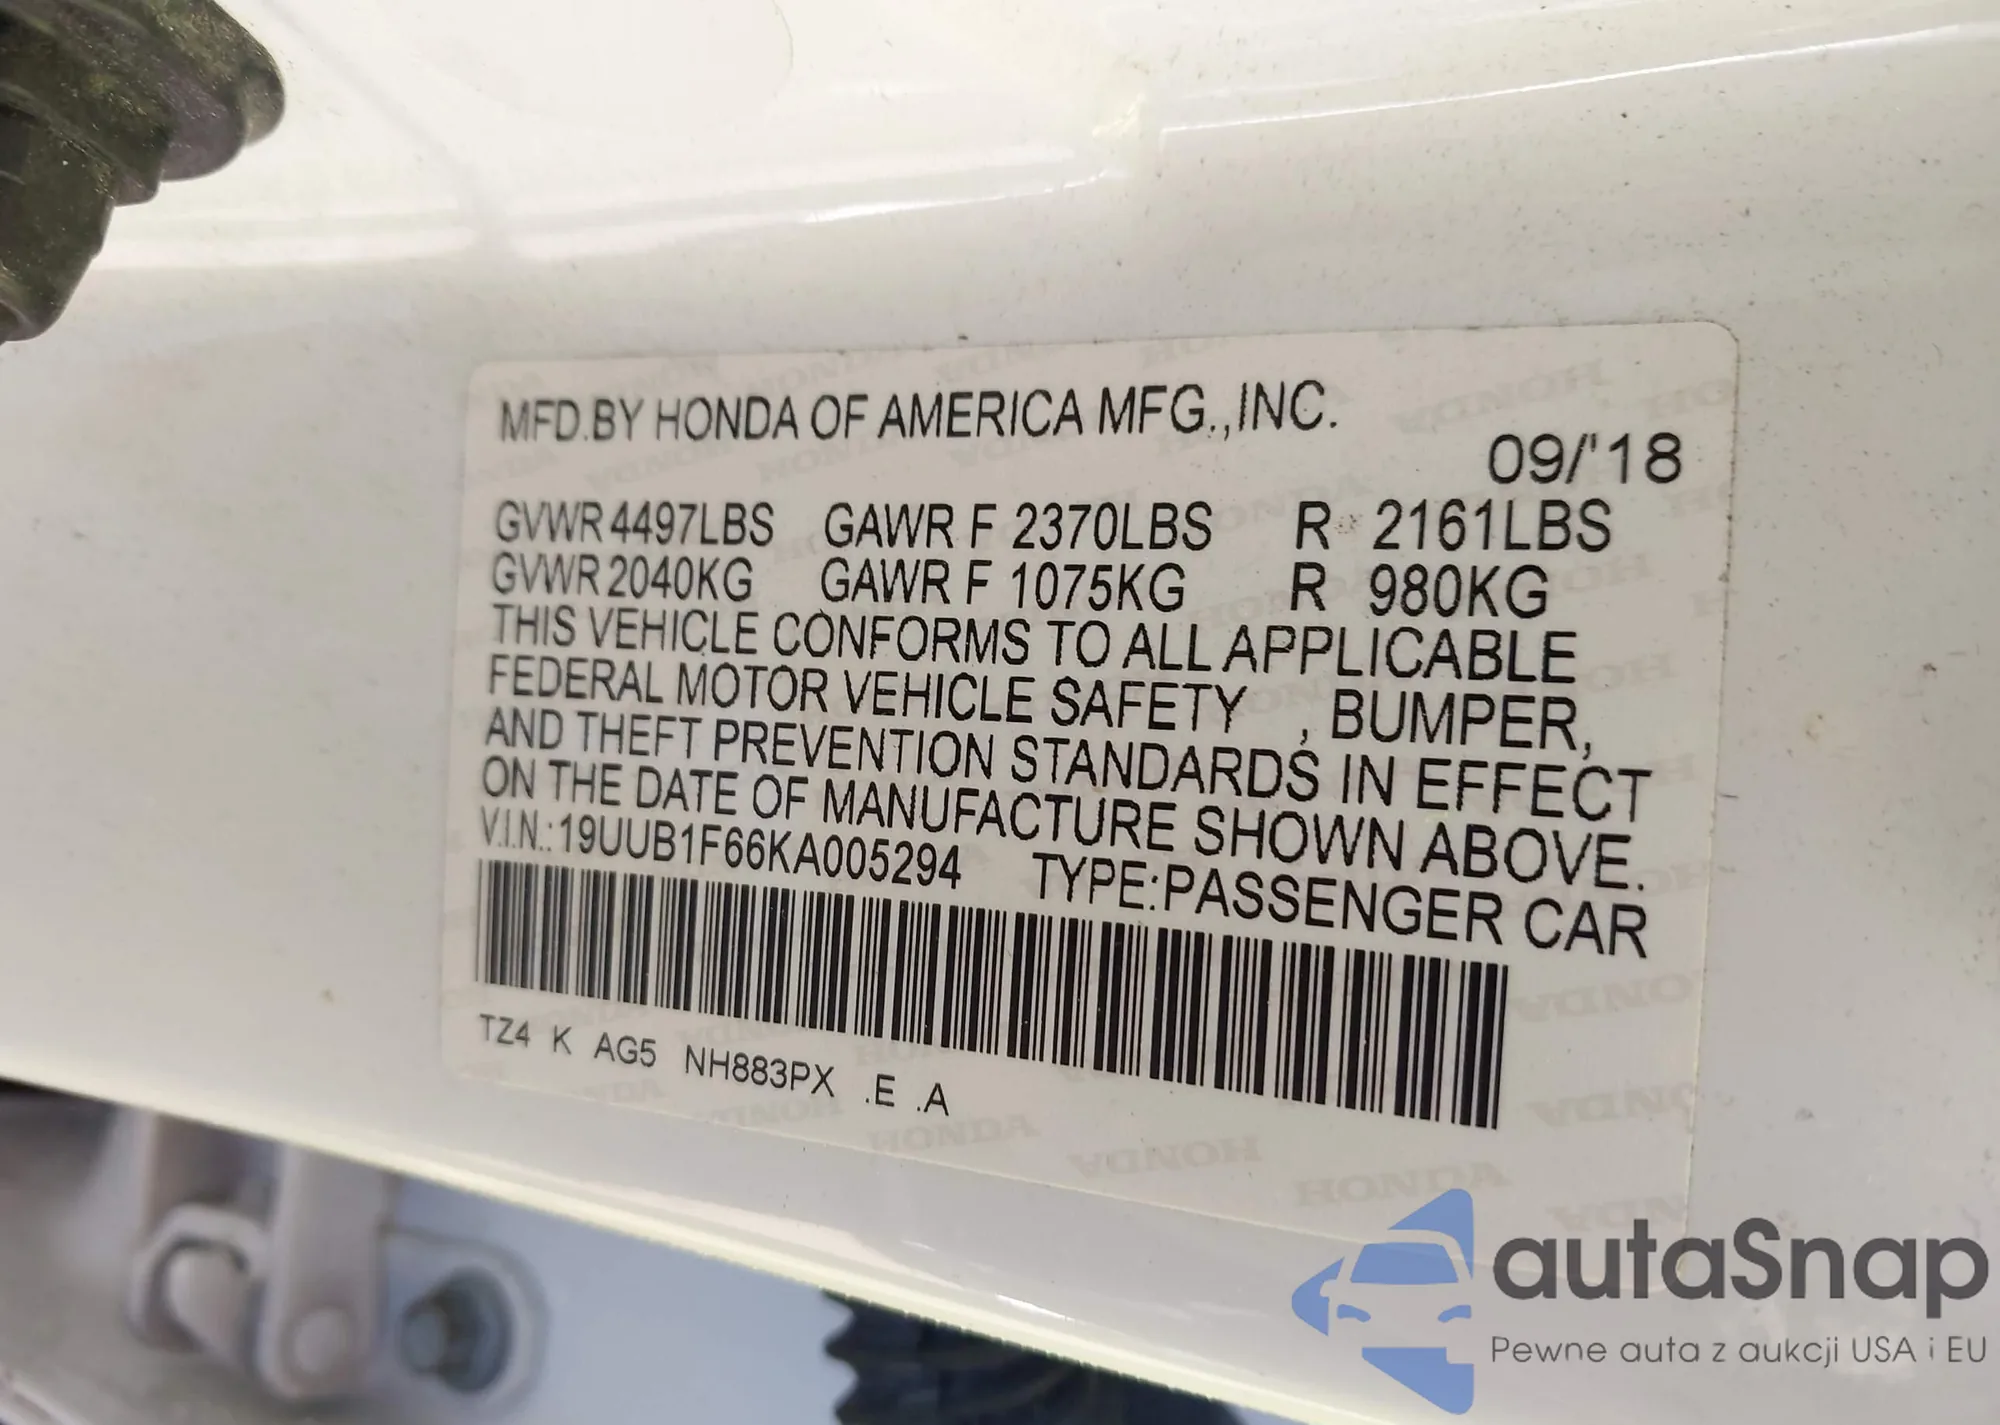 MFD.BY HONDA OF AMERICA MFG.,INC.
09/'18
GVWR 4497LBS GAWR F 2370LBS R 2161LBS
GVWR 2040KG GAWR F 1075KG R 980KG
THIS VEHICLE CONFORMS TO ALL APPLICABLE
FEDERAL MOTOR VEHICLE SAFETY , BUMPER,
AND THEFT PREVENTION STANDARDS IN EFFECT
ON THE DATE OF MANUFACTURE SHOWN ABOVE.
V.I.N.:19UUB1F66KA005294 TYPE:PASSENGER CAR
TZ4 K AG5 NH883PX .E .A
autaSnap
Pewne auta z aukcji USA i EU